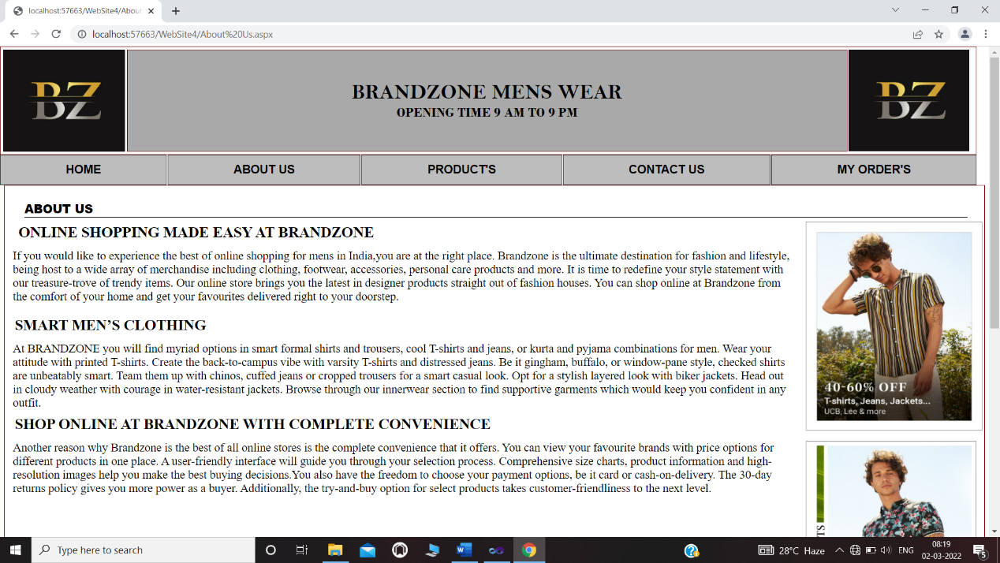 localhost:57663/WebSite4/About
localhost:57663/WebSite4/About%20Us.aspx
BZ
BRANDZONE MENS WEAR
OPENING TIME 9 AM TO 9 PM
BZ
HOME
ABOUT US
PRODUCT'S
CONTACT US
MY ORDER'S
ABOUT US
ONLINE SHOPPING MADE EASY AT BRANDZONE
If you would like to experience the best of online shopping for mens in India,you are at the right place. Brandzone is the ultimate destination for fashion and lifestyle,
being host to a wide array of merchandise including clothing, footwear, accessories, personal care products and more. It is time to redefine your style statement with
our treasure-trove of trendy items. Our online store brings you the latest in designer products straight out of fashion houses. You can shop online at Brandzone from
the comfort of your home and get your favourites delivered right to your doorstep.
SMART MEN’S CLOTHING
At BRANDZONE you will find myriad options in smart formal shirts and trousers, cool T-shirts and jeans, or kurta and pyjama combinations for men. Wear your
attitude with printed T-shirts. Create the back-to-campus vibe with varsity T-shirts and distressed jeans. Be it gingham, buffalo, or window-pane style, checked shirts
are unbeatably smart. Team them up with chinos, cuffed jeans or cropped trousers for a smart casual look. Opt for a stylish layered look with biker jackets. Head out
in cloudy weather with courage in water-resistant jackets. Browse through our innerwear section to find supportive garments which would keep you confident in any
outfit.
SHOP ONLINE AT BRANDZONE WITH COMPLETE CONVENIENCE
Another reason why Brandzone is the best of all online stores is the complete convenience that it offers. You can view your favourite brands with price options for
different products in one place. A user-friendly interface will guide you through your selection process. Comprehensive size charts, product information and high-
resolution images help you make the best buying decisions.You also have the freedom to choose your payment options, be it card or cash-on-delivery. The 30-day
returns policy gives you more power as a buyer. Additionally, the try-and-buy option for select products takes customer-friendliness to the next level.
40-60% OFF
T-shirts, Jeans, Jackets...
UCB, Lee & more
Type here to search
28°C Haze
ENG
08:19
02-03-2022
5